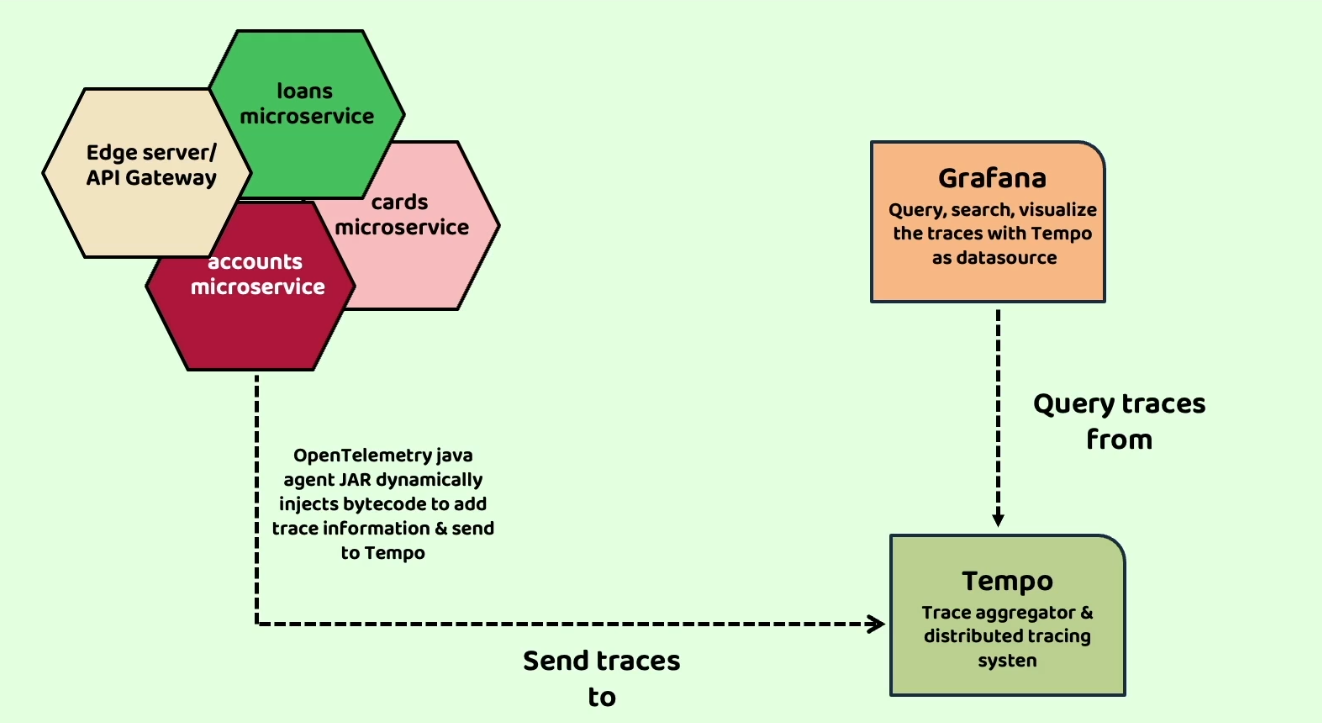 loans
microservice
Edge server/
API Gateway
cards
microservice
accounts
microservice
Grafana
Query, search, visualize
the traces with Tempo
as datasource
Query traces
from
OpenTelemetry java
agent JAR dynamically
injects bytecode to add
trace information & send
to Tempo
Tempo
Trace aggregator &
distributed tracing
systen
Send traces
to